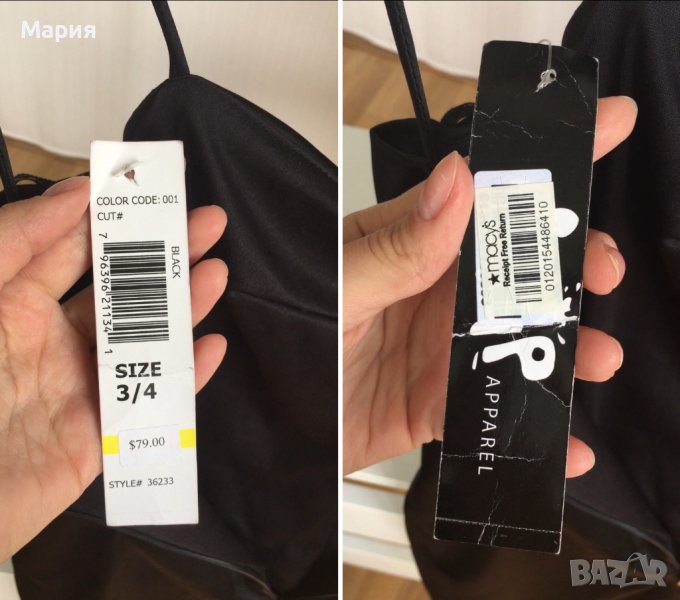 Мария
COLOR CODE: 001
CUT#
BLACK
7 96396 21134 1
SIZE
3/4
$79.00
STYLE# 36233
★macy's
Receipt Free Return
0120154486410
P
APPAREL
BAZAR